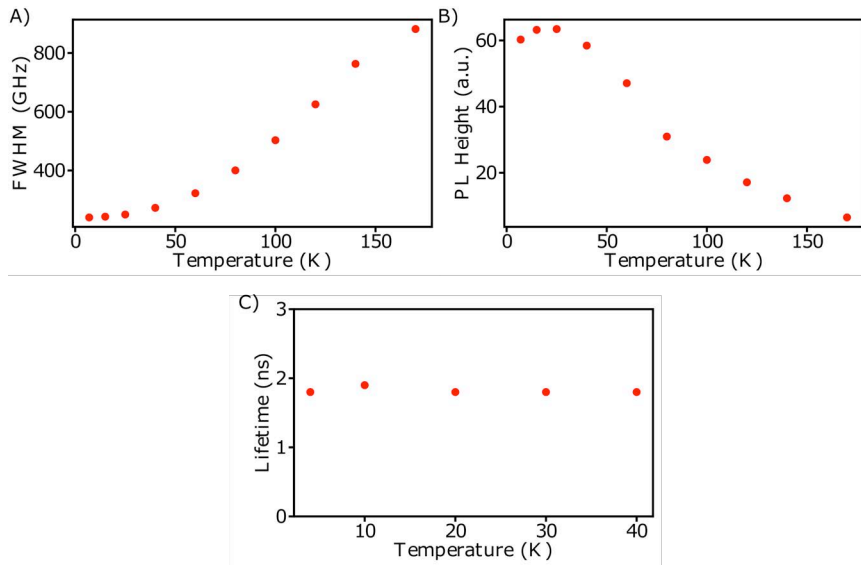 A)
FWHM (GHz)
800
600
400
0 50 100 150
Temperature (K)
B)
PL Height (a.u.)
60
40
20
0 50 100 150
Temperature (K)
C)
Lifetime (ns)
3
2
1
0
10 20 30 40
Temperature (K)